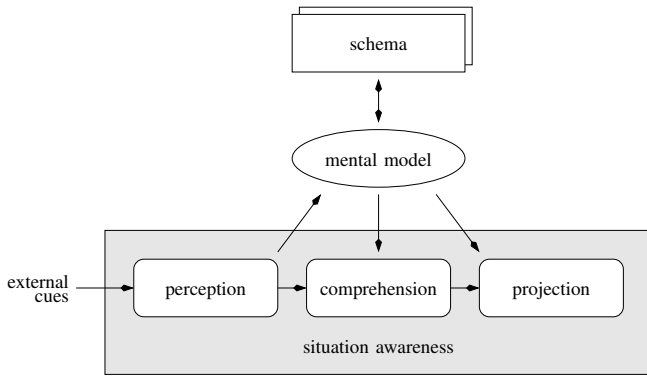 schema
mental model
external
cues
perception
comprehension
projection
situation awareness